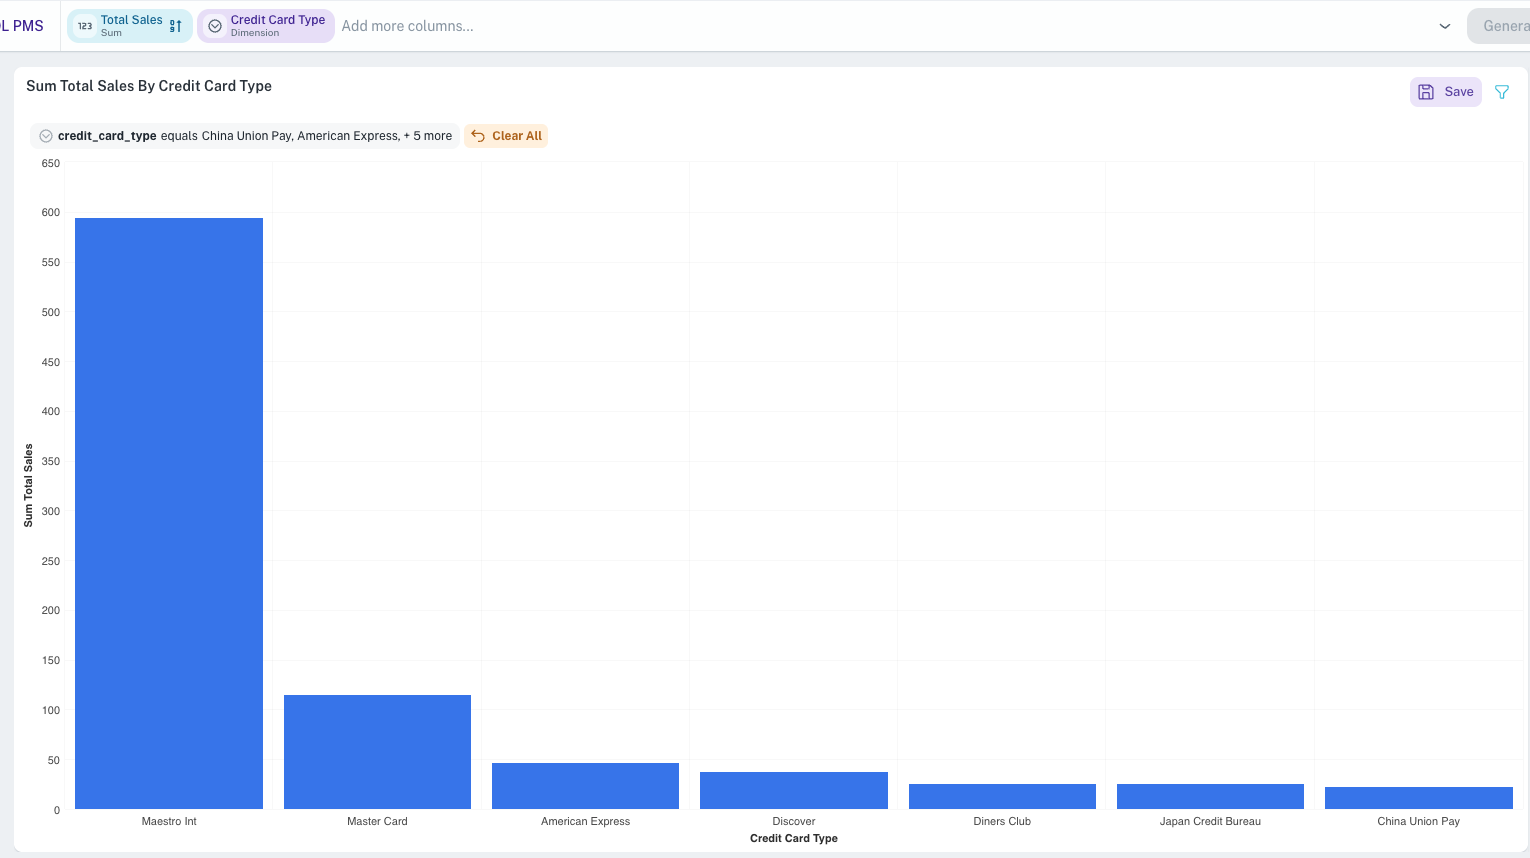 L PMS
123 Total Sales
Sum
Credit Card Type
Dimension
Add more columns...
Genera
Sum Total Sales By Credit Card Type
Save
credit_card_type equals China Union Pay, American Express, + 5 more
Clear All
650
600
550
500
450
400
350
300
250
200
150
100
50
0
Sum Total Sales
Maestro Int
Master Card
American Express
Discover
Diners Club
Japan Credit Bureau
China Union Pay
Credit Card Type